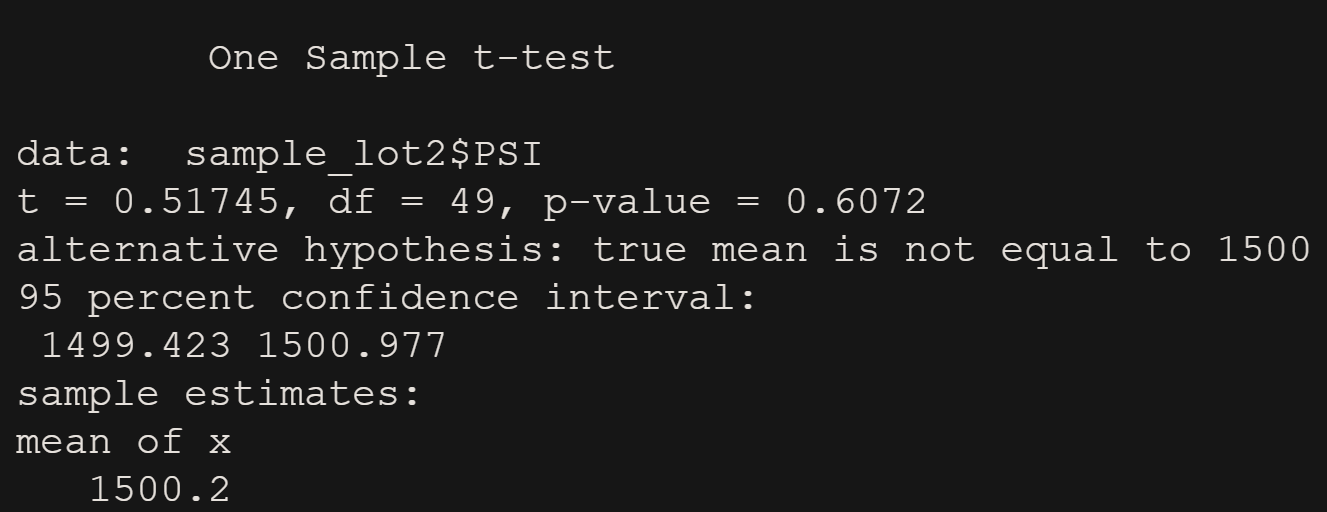 One Sample t-test
data:  sample_lot2$PSI
t = 0.51745, df = 49, p-value = 0.6072
alternative hypothesis: true mean is not equal to 1500
95 percent confidence interval:
1499.423 1500.977
sample estimates:
mean of x
1500.2